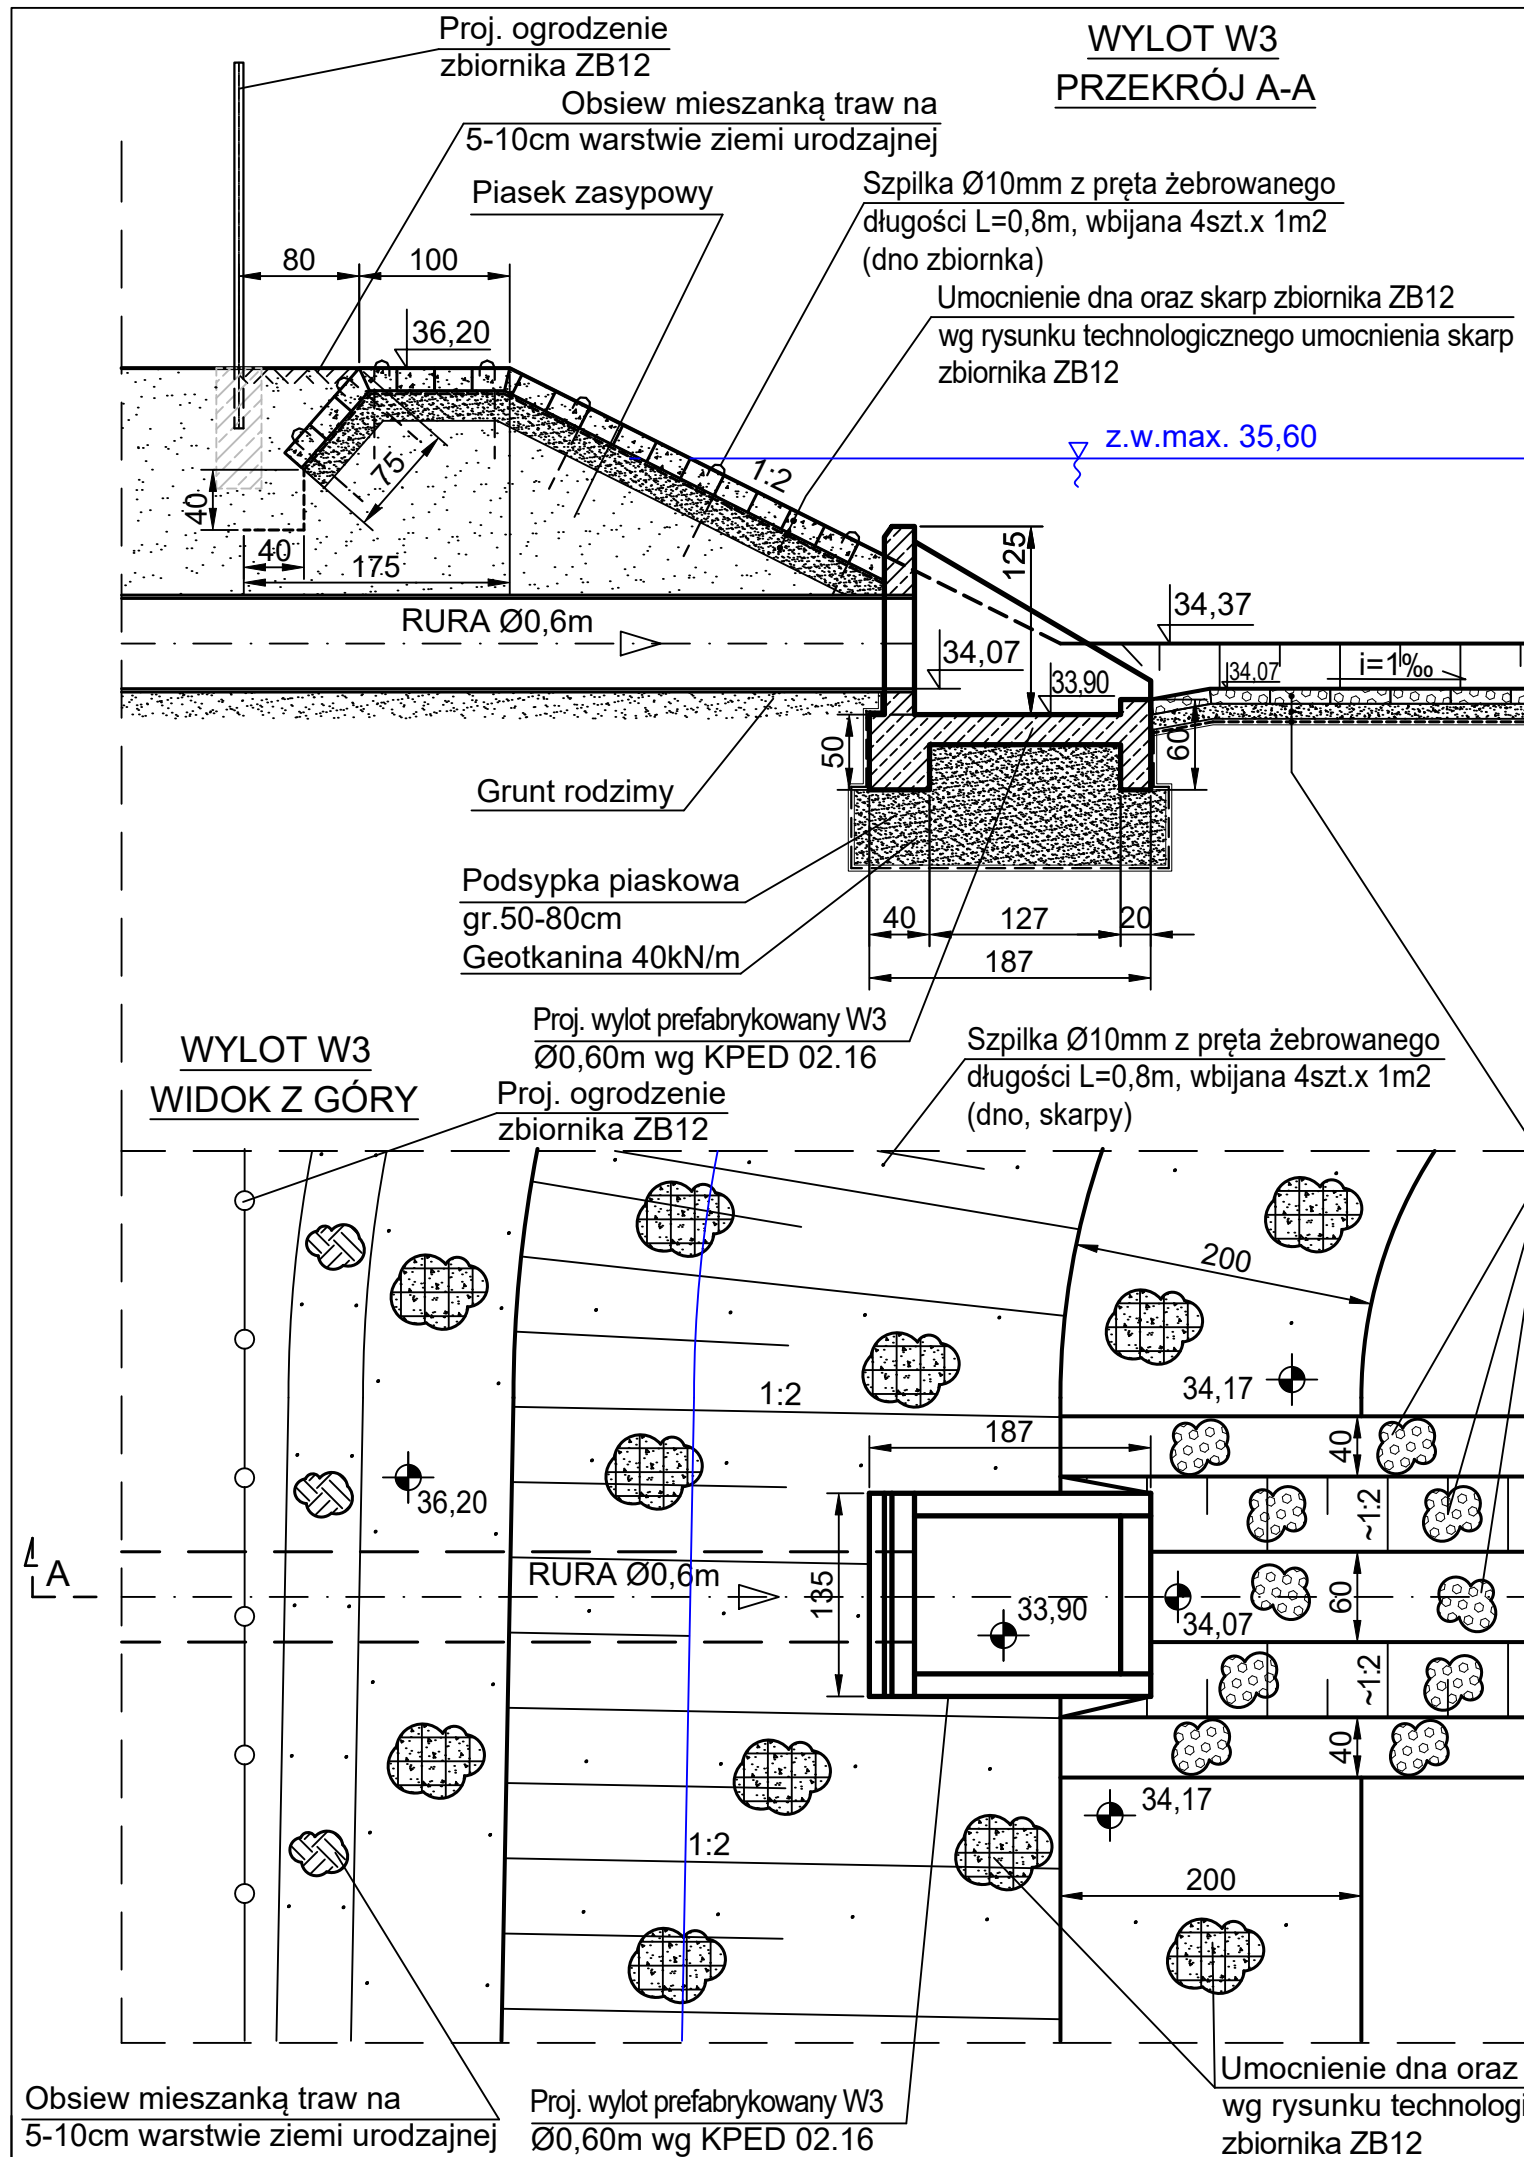 Proj. ogrodzenie
zbiornika ZB12
WYLOT W3
PRZEKRÓJ A-A
Obsiew mieszanką traw na
5-10cm warstwie ziemi urodzajnej
Piasek zasypowy
Szpilka Ø10mm z pręta żebrowanego
długości L=0,8m, wbijana 4szt.x 1m2
(dno zbiornka)
80
100
Umocnienie dna oraz skarp zbiornika ZB12
wg rysunku technologicznego umocnienia skarp
zbiornika ZB12
36,20
z.w.max. 35,60
1:2
75
40
40
175
125
RURA Ø0,6m
34,37
34,07
33,90
34,07
i=1‰
50
60
Grunt rodzimy
Podsypka piaskowa
gr.50-80cm
Geotkanina 40kN/m
40
127
20
187
Proj. wylot prefabrykowany W3
Ø0,60m wg KPED 02.16
WYLOT W3
WIDOK Z GÓRY
Szpilka Ø10mm z pręta żebrowanego
długości L=0,8m, wbijana 4szt.x 1m2
(dno, skarpy)
Proj. ogrodzenie
zbiornika ZB12
200
34,17
1:2
187
40
36,20
~1:2
A
RURA Ø0,6m
135
33,90
34,07
60
~1:2
40
34,17
1:2
200
Umocnienie dna oraz
wg rysunku technologi
zbiornika ZB12
Obsiew mieszanką traw na
5-10cm warstwie ziemi urodzajnej
Proj. wylot prefabrykowany W3
Ø0,60m wg KPED 02.16